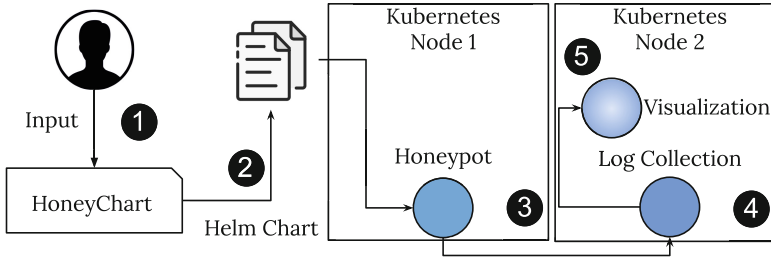 Input
1
HoneyChart
2
Helm Chart
Kubernetes
Node 1
Honeypot
3
Kubernetes
Node 2
5
Visualization
Log Collection
4